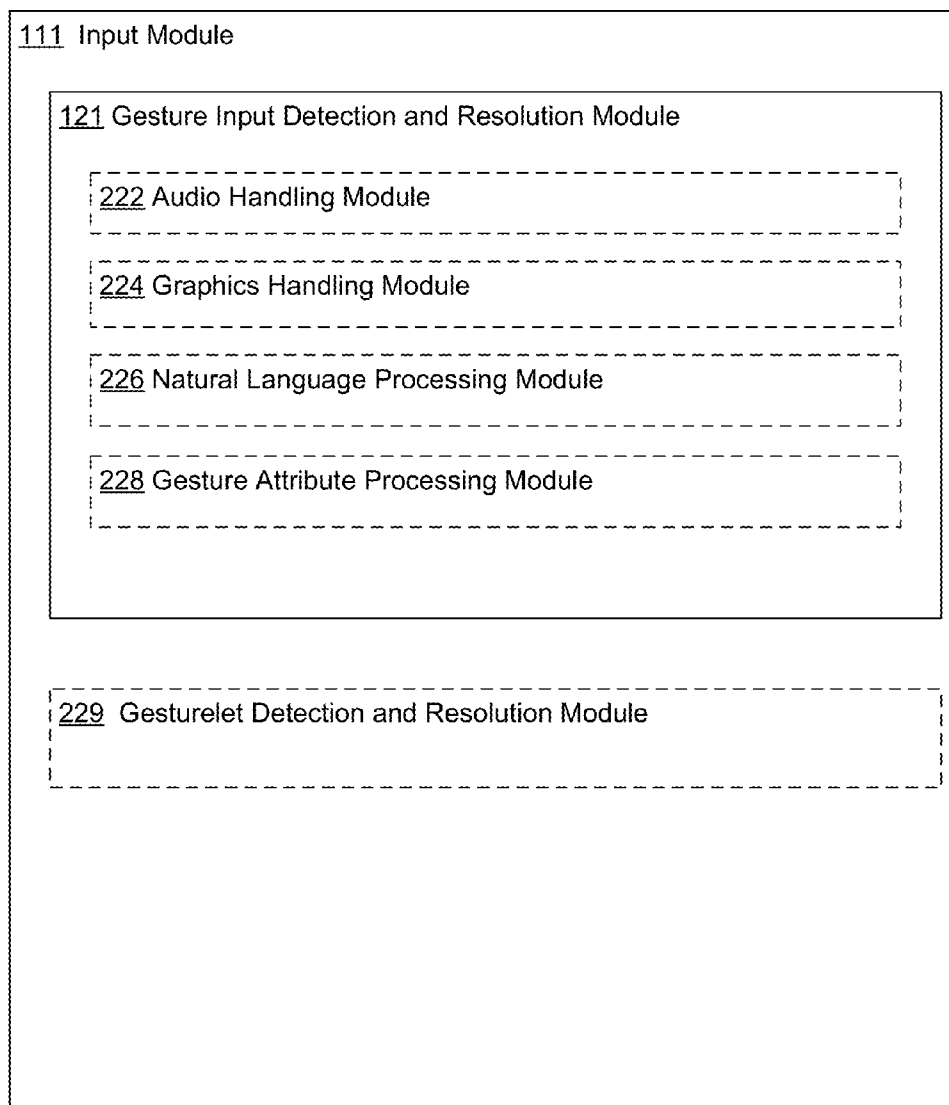 111 Input Module
121 Gesture Input Detection and Resolution Module
222 Audio Handling Module
224 Graphics Handling Module
226 Natural Language Processing Module
228 Gesture Attribute Processing Module
229 Gesturelet Detection and Resolution Module